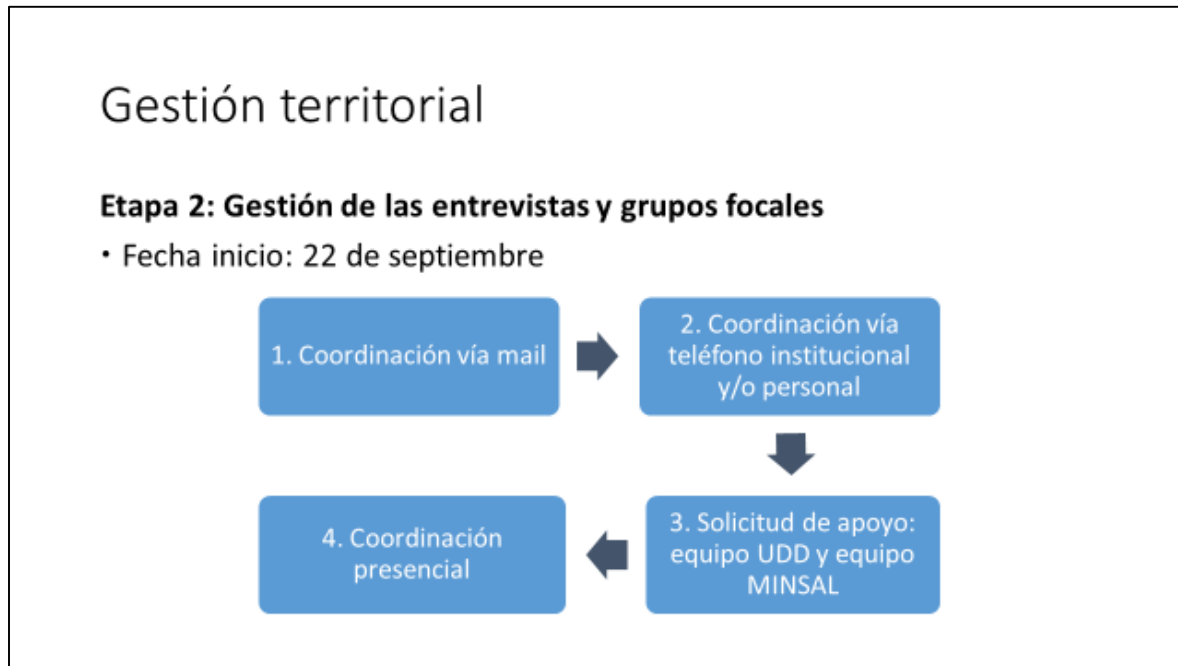 Gestión territorial
Etapa 2: Gestión de las entrevistas y grupos focales
• Fecha inicio: 22 de septiembre
1. Coordinación vía mail
2. Coordinación vía
teléfono institucional
y/o personal
3. Solicitud de apoyo:
equipo UDD y equipo
MINSAL
4. Coordinación
presencial